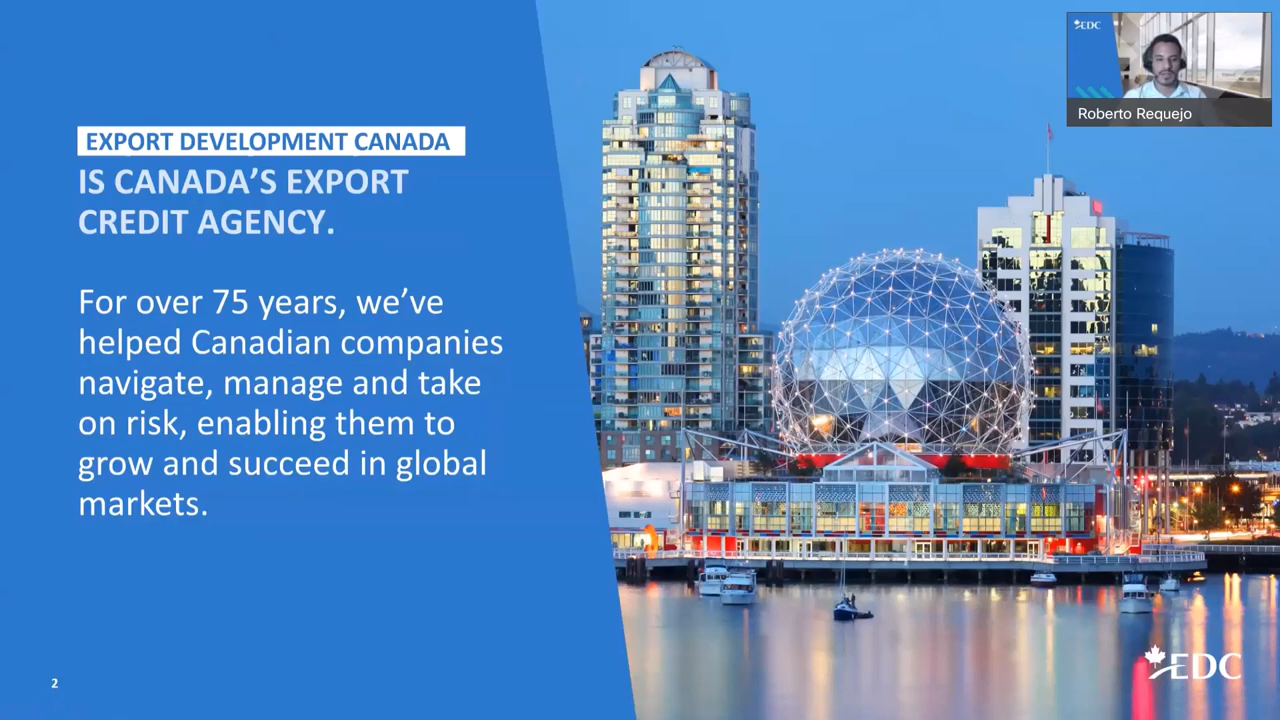 EXPORT DEVELOPMENT CANADA
IS CANADA'S EXPORT
CREDIT AGENCY.
For over 75 years, we've
helped Canadian companies
navigate, manage and take
on risk, enabling them to
grow and succeed in global
markets.
2
EDC
Roberto Requejo
EDC